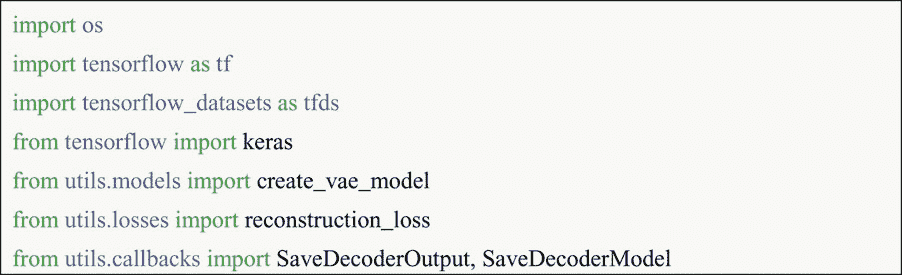 import os
import tensorflow as tf
import tensorflow_datasets as tfds
from tensorflow import keras
from utils.models import create_vae_model
from utils.losses import reconstruction_loss
from utils.callbacks import SaveDecoderOutput, SaveDecoderModel